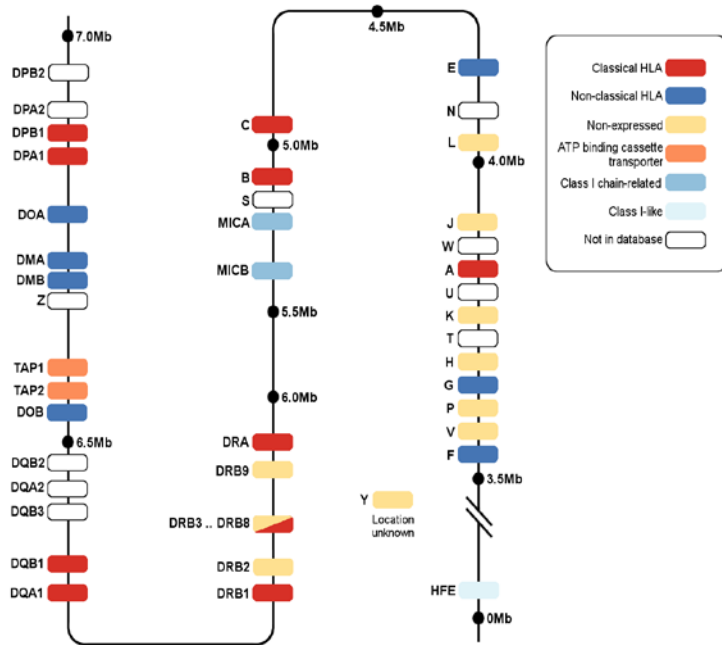 7.0Mb
DPB2
DPA2
DPB1
DPA1
DOA
DMA
DMB
Z
TAP1
TAP2
DOB
6.5Mb
DQB2
DQA2
DQB3
DQB1
DQA1
4.5Mb
C
5.0Mb
B
S
MICA
MICB
5.5Mb
6.0Mb
DRA
DRB9
DRB3 .. DRB8
DRB2
DRB1
E
N
L
4.0Mb
J
W
A
U
K
T
H
G
P
V
F
3.5Mb
Y
Location
unknown
HFE
0Mb
Classical HLA
Non-classical HLA
Non-expressed
ATP binding cassette
transporter
Class I chain-related
Class I-like
Not in database